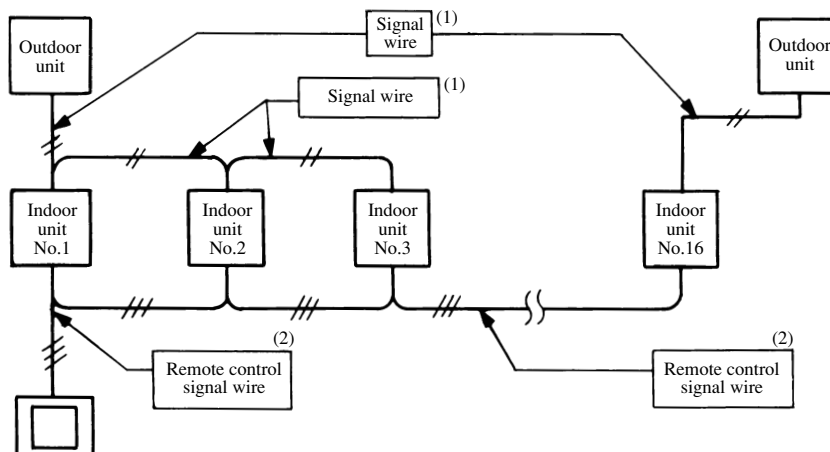 Outdoor
unit
Signal
wire
(1)
Outdoor
unit
Signal wire
(1)
Indoor
unit
No.1
Indoor
unit
No.2
Indoor
unit
No.3
Indoor
unit
No.16
(2)
Remote control
signal wire
(2)
Remote control
signal wire